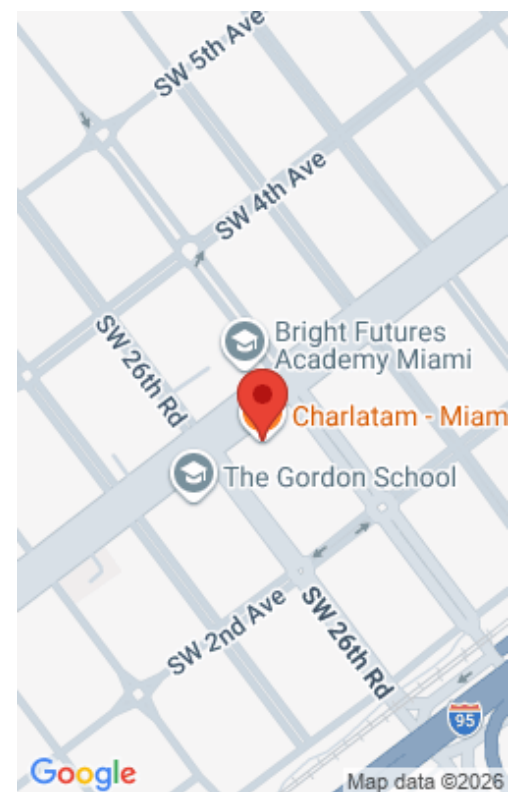 SW 5th Ave
SW 4th Ave
SW 26th Rd
Bright Futures
Academy Miami
Charlatam - Miam
The Gordon School
SW 2nd Ave
SW 26th Rd
95
Google
Map data ©2026